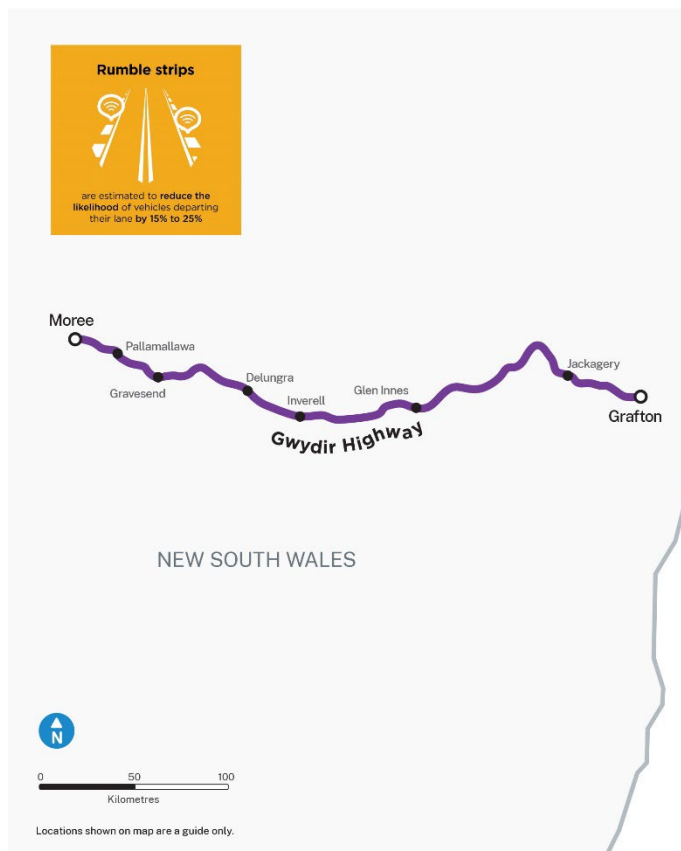 Rumble strips
are estimated to reduce the
likelihood of vehicles departing
their lane by 15% to 25%
Moree
Pallamallawa
Gravesend
Delungra
Inverell
Glen Innes
Jackagery
Grafton
Gwydir Highway
NEW SOUTH WALES
N
0 50 100
Kilometres
Locations shown on map are a guide only.